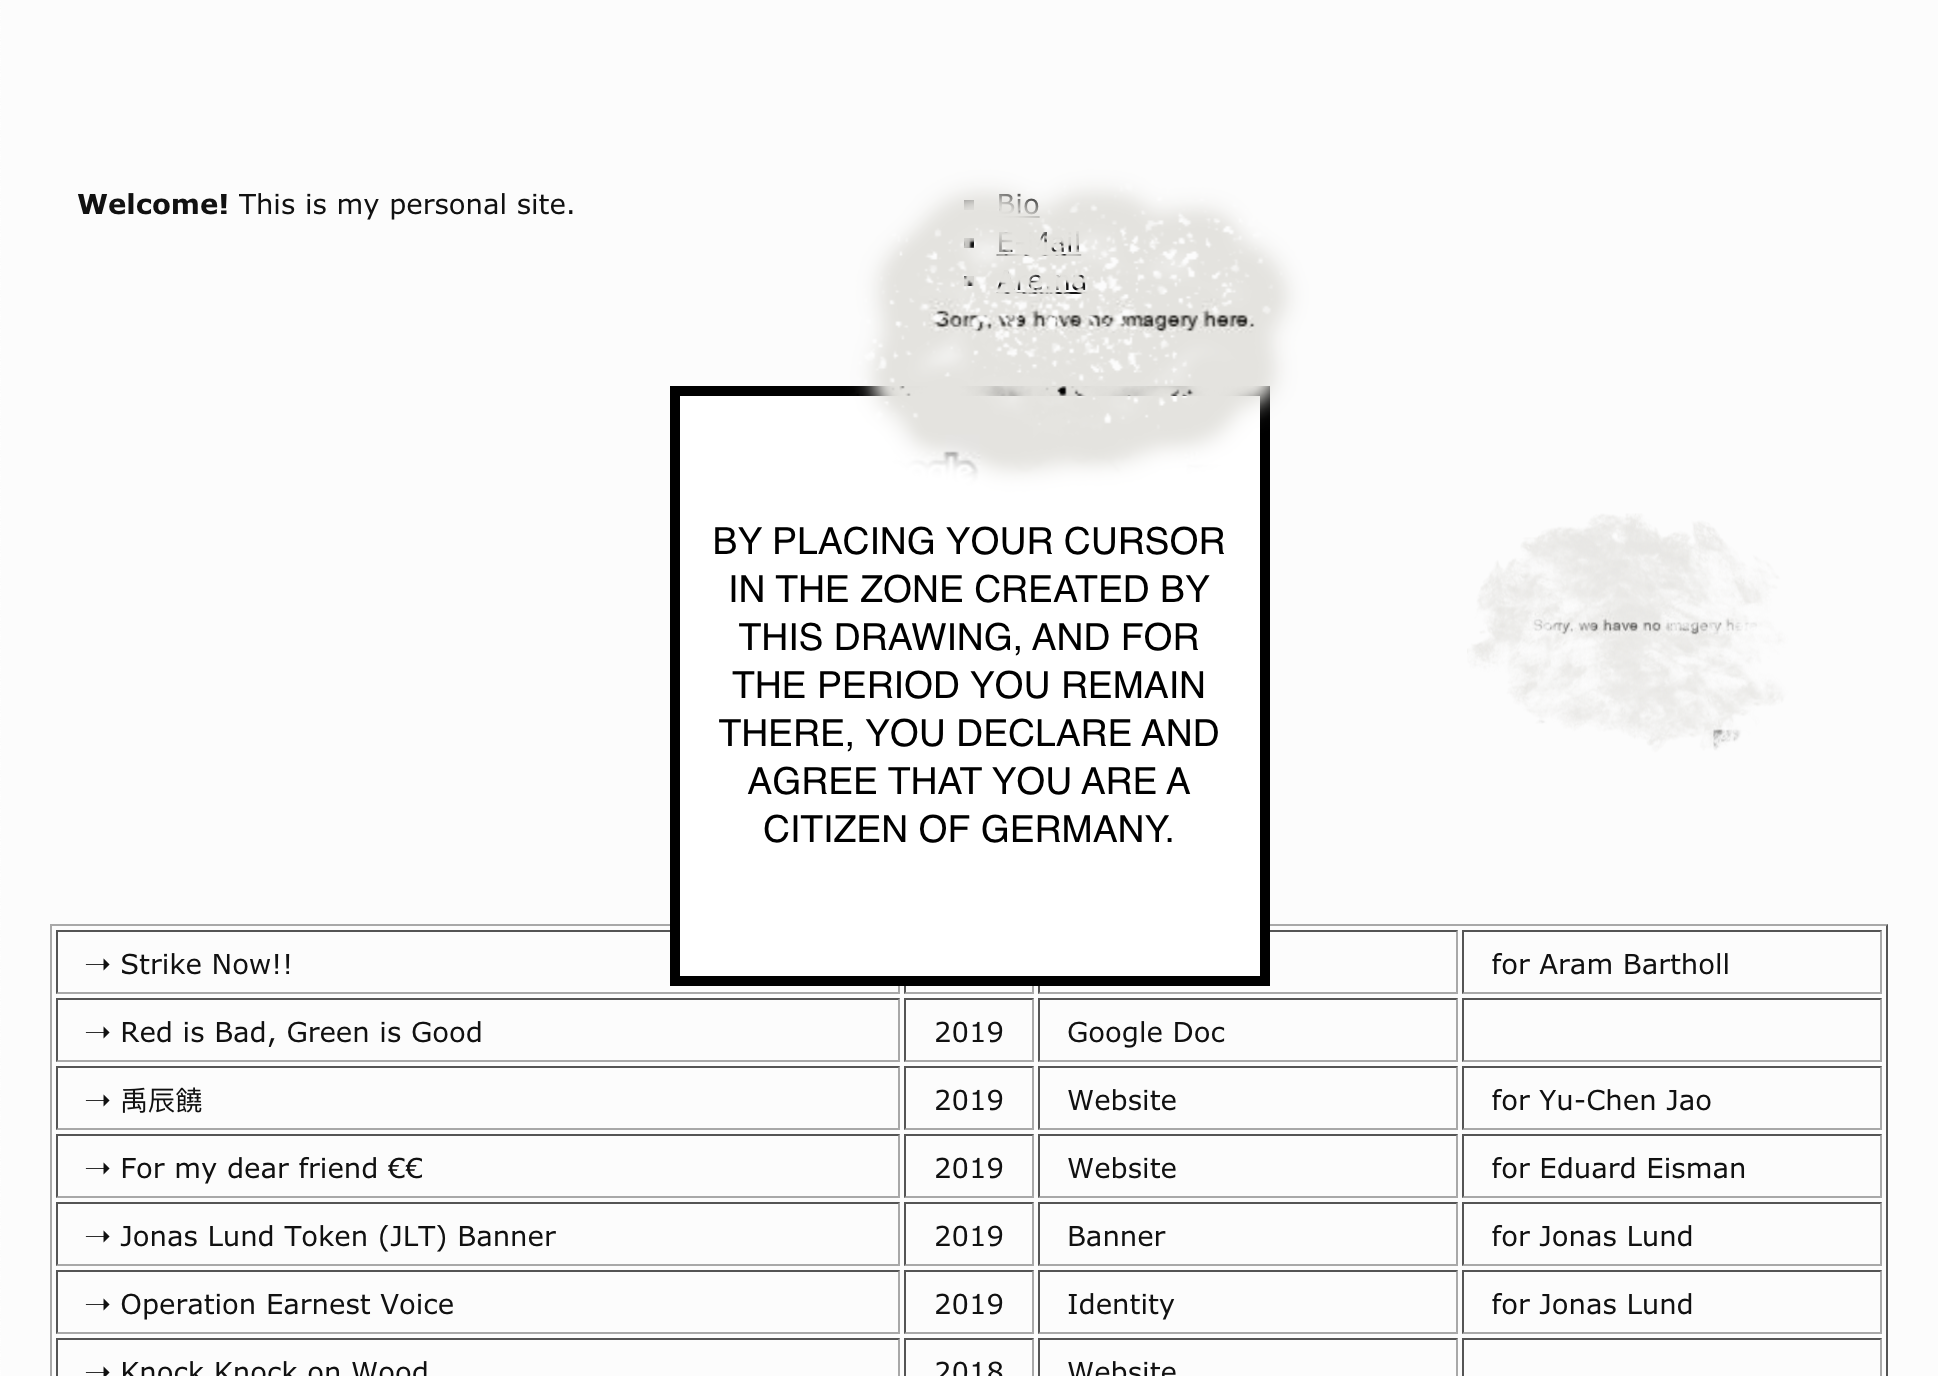 Welcome! This is my personal site.
Bio
E-Mail
Are.na
Sorry, we have no imagery here.
BY PLACING YOUR CURSOR
IN THE ZONE CREATED BY
THIS DRAWING, AND FOR
THE PERIOD YOU REMAIN
THERE, YOU DECLARE AND
AGREE THAT YOU ARE A
CITIZEN OF GERMANY.
Sorry, we have no imagery here
→ Strike Now!! for Aram Bartholl
→ Red is Bad, Green is Good 2019 Google Doc
→ 禹辰饒 2019 Website for Yu-Chen Jao
→ For my dear friend €€ 2019 Website for Eduard Eisman
→ Jonas Lund Token (JLT) Banner 2019 Banner for Jonas Lund
→ Operation Earnest Voice 2019 Identity for Jonas Lund
→ Knock Knock on Wood 2018 Website